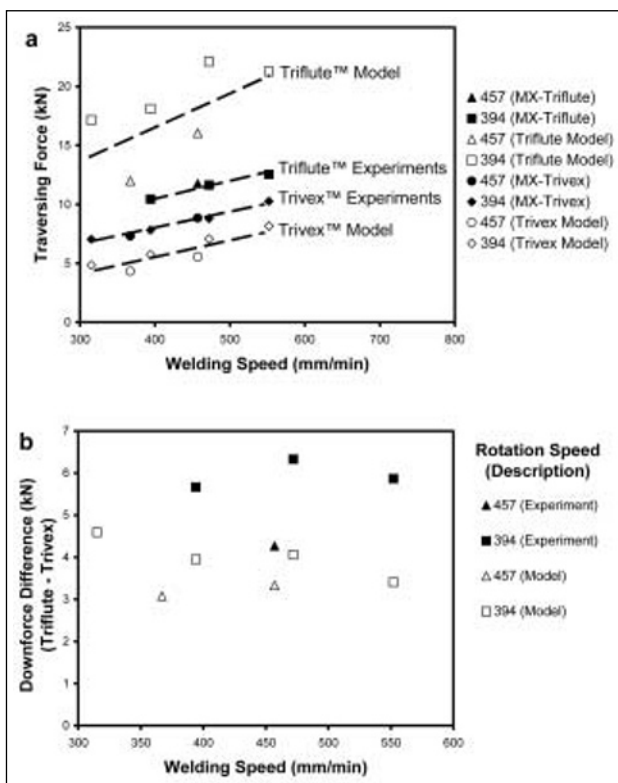 a
25
20
15
10
5
0
Traversing Force (kN)
Triflute™ Model
Triflute™ Experiments
Trivex™ Experiments
Trivex™ Model
300 400 500 600 700 800
Welding Speed (mm/min)
457 (MX-Triflute)
394 (MX-Triflute)
457 (Triflute Model)
394 (Triflute Model)
457 (MX-Trivex)
394 (MX-Trivex)
457 (Trivex Model)
394 (Trivex Model)
b
7
6
5
4
3
2
1
0
Downforce Difference (kN)
(Triflute - Trivex)
300 350 400 450 500 550 600
Welding Speed (mm/min)
Rotation Speed
(Description)
457 (Experiment)
394 (Experiment)
457 (Model)
394 (Model)